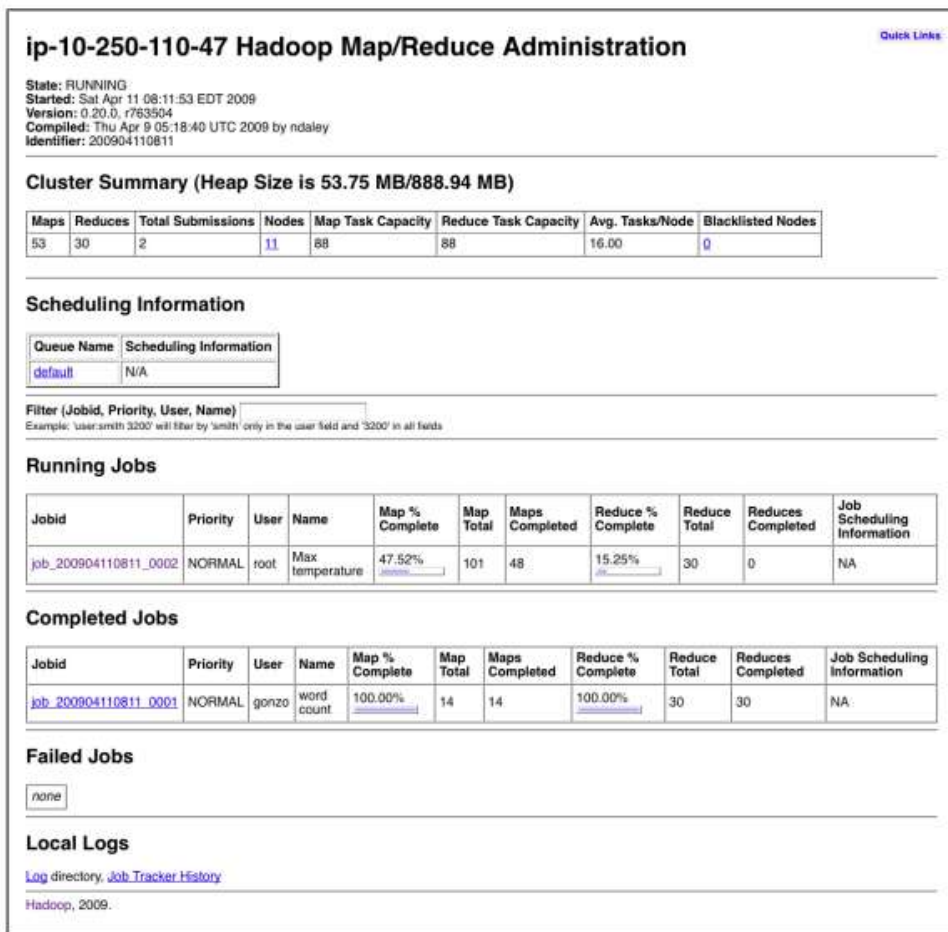 ip-10-250-110-47 Hadoop Map/Reduce Administration
Quick Links
State: RUNNING
Started: Sat Apr 11 08:11:53 EDT 2009
Version: 0.20.0, r763504
Compiled: Thu Apr 9 05:18:40 UTC 2009 by ndaley
Identifier: 200904110811
Cluster Summary (Heap Size is 53.75 MB/888.94 MB)
Maps Reduces Total Submissions Nodes Map Task Capacity Reduce Task Capacity Avg. Tasks/Node Blacklisted Nodes
53 30 2 11 88 88 16.00 0
Scheduling Information
Queue Name Scheduling Information
default N/A
Filter (Jobid, Priority, User, Name)
Example: 'user:smith 3200' will filter by 'smith' only in the user field and '3200' in all fields
Running Jobs
Jobid Priority User Name Map % Complete Map Total Maps Completed Reduce % Complete Reduce Total Reduces Completed Job Scheduling Information
job_200904110811_0002 NORMAL root Max temperature 47.52% 101 48 15.25% 30 0 NA
Completed Jobs
Jobid Priority User Name Map % Complete Map Total Maps Completed Reduce % Complete Reduce Total Reduces Completed Job Scheduling Information
job_200904110811_0001 NORMAL gonzo word count 100.00% 14 14 100.00% 30 30 NA
Failed Jobs
none
Local Logs
Log directory, Job Tracker History
Hadoop, 2009.